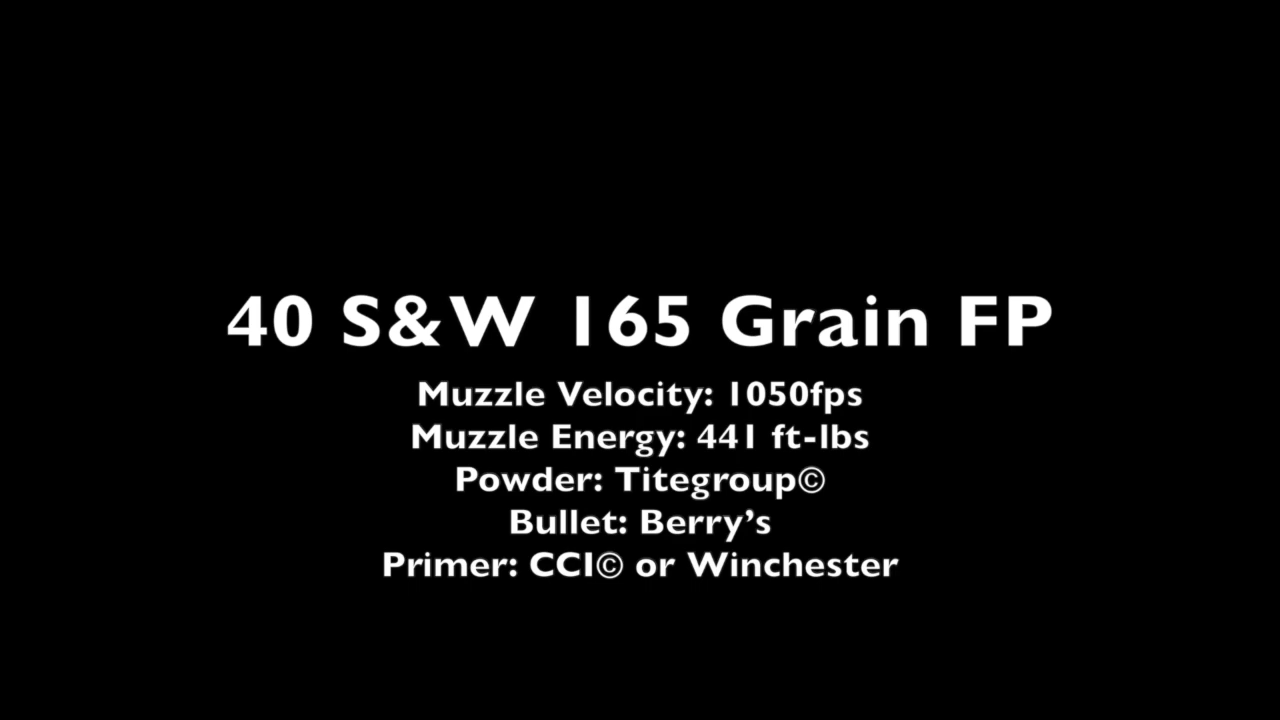 40 S&W 165 Grain FP
Muzzle Velocity: 1050fps
Muzzle Energy: 441 ft-lbs
Powder: Titegroup©
Bullet: Berry’s
Primer: CCI© or Winchester